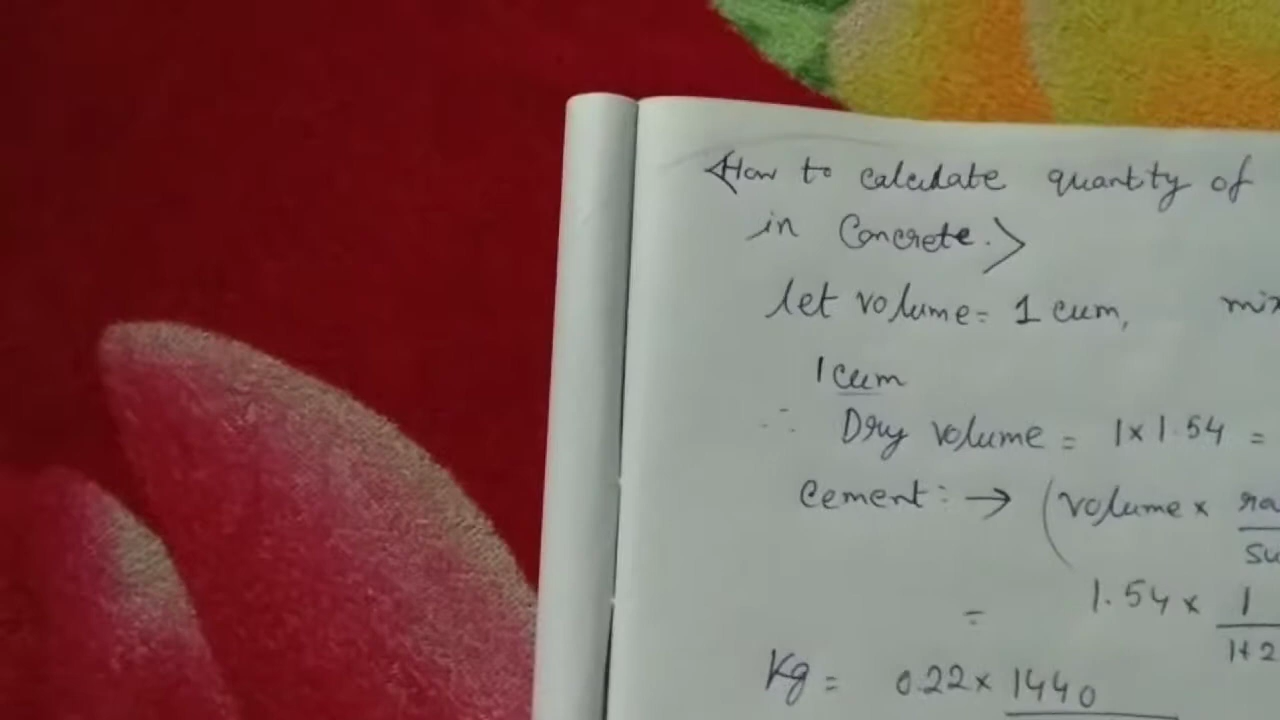 <How to calculate quantity of
in Concrete.>
let volume = 1 cum,
1 cum
∴ Dry volume = 1 x 1.54 =
cement :→ (volume x
= 1.54 x 1
1+2
Kg = 0.22 x 1440